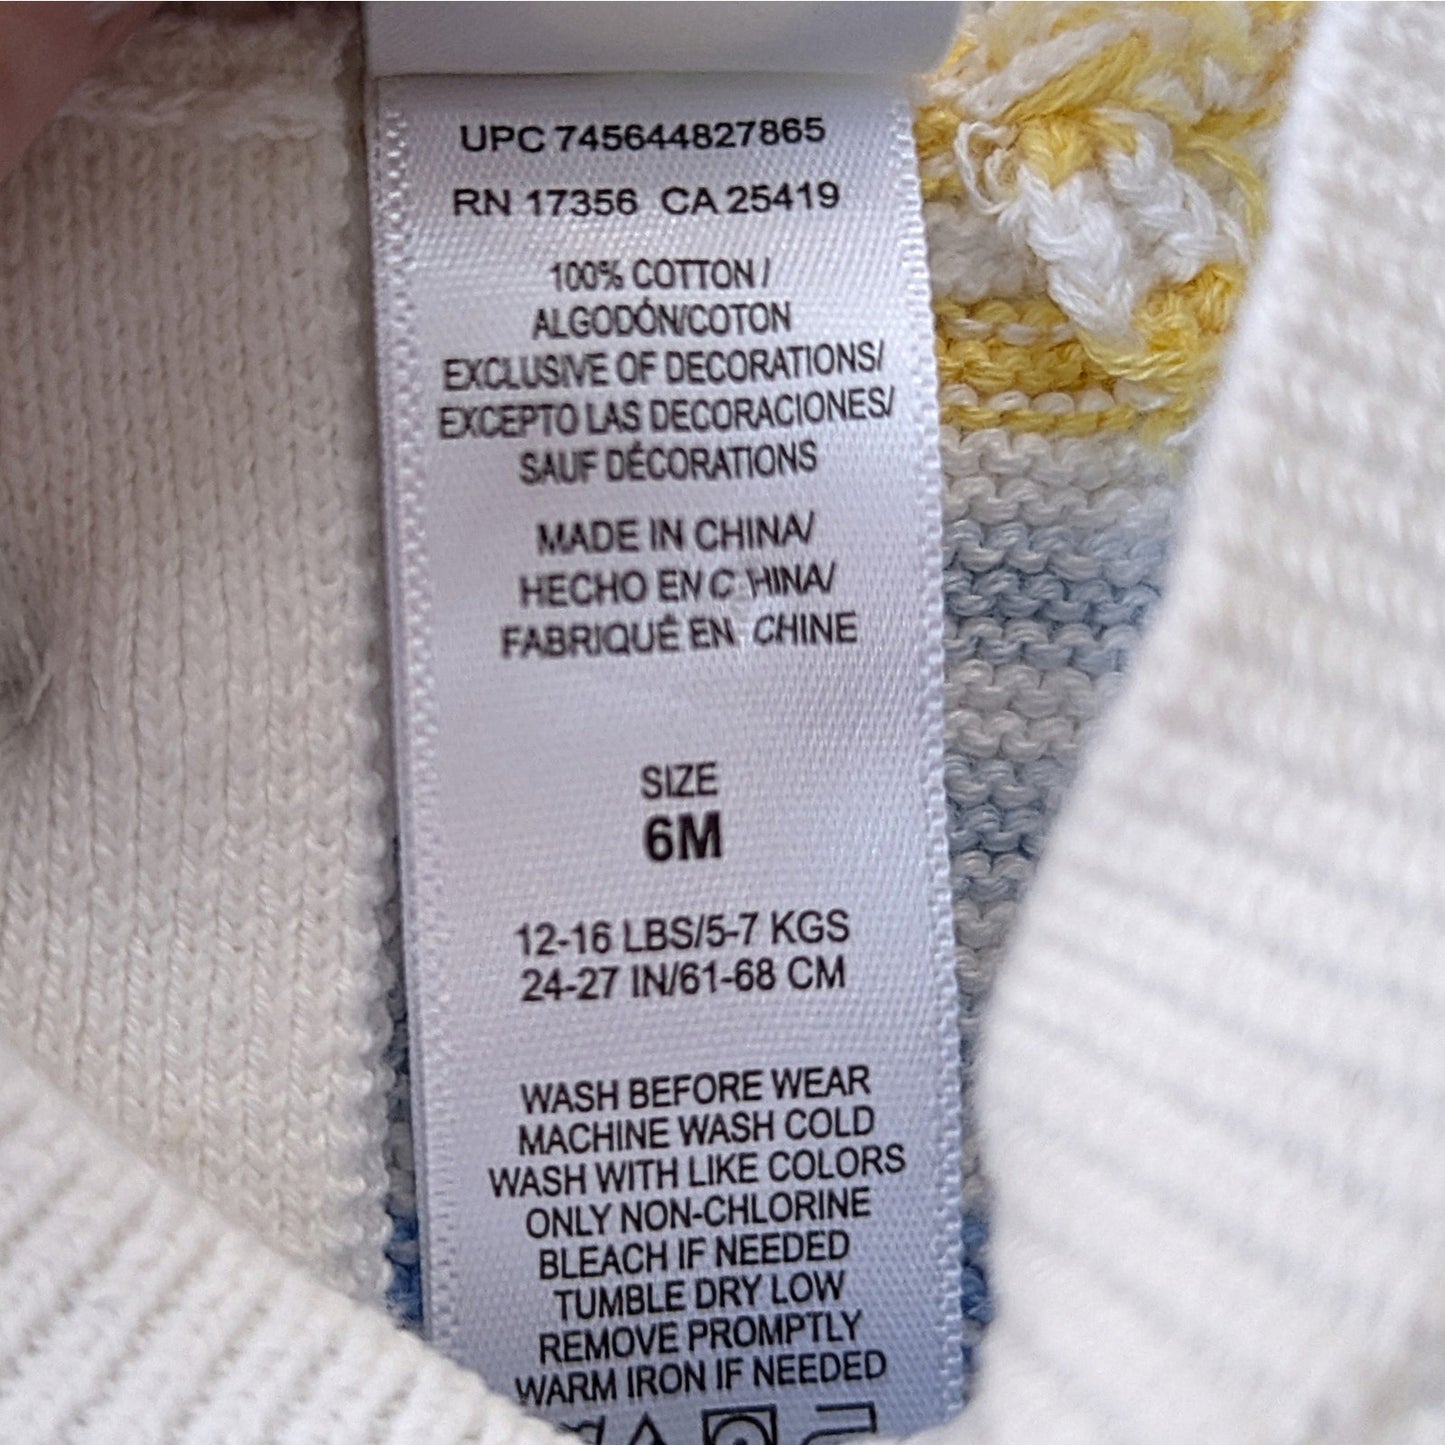 UPC 745644827865
RN 17356 CA 25419
100% COTTON /
ALGODÓN/COTON
EXCLUSIVE OF DECORATIONS/
EXCEPTO LAS DECORACIONES/
SAUF DÉCORATIONS
MADE IN CHINA/
HECHO EN CHINA/
FABRIQUÉ EN CHINE
SIZE
6M
12-16 LBS/5-7 KGS
24-27 IN/61-68 CM
WASH BEFORE WEAR
MACHINE WASH COLD
WASH WITH LIKE COLORS
ONLY NON-CHLORINE
BLEACH IF NEEDED
TUMBLE DRY LOW
REMOVE PROMPTLY
WARM IRON IF NEEDED